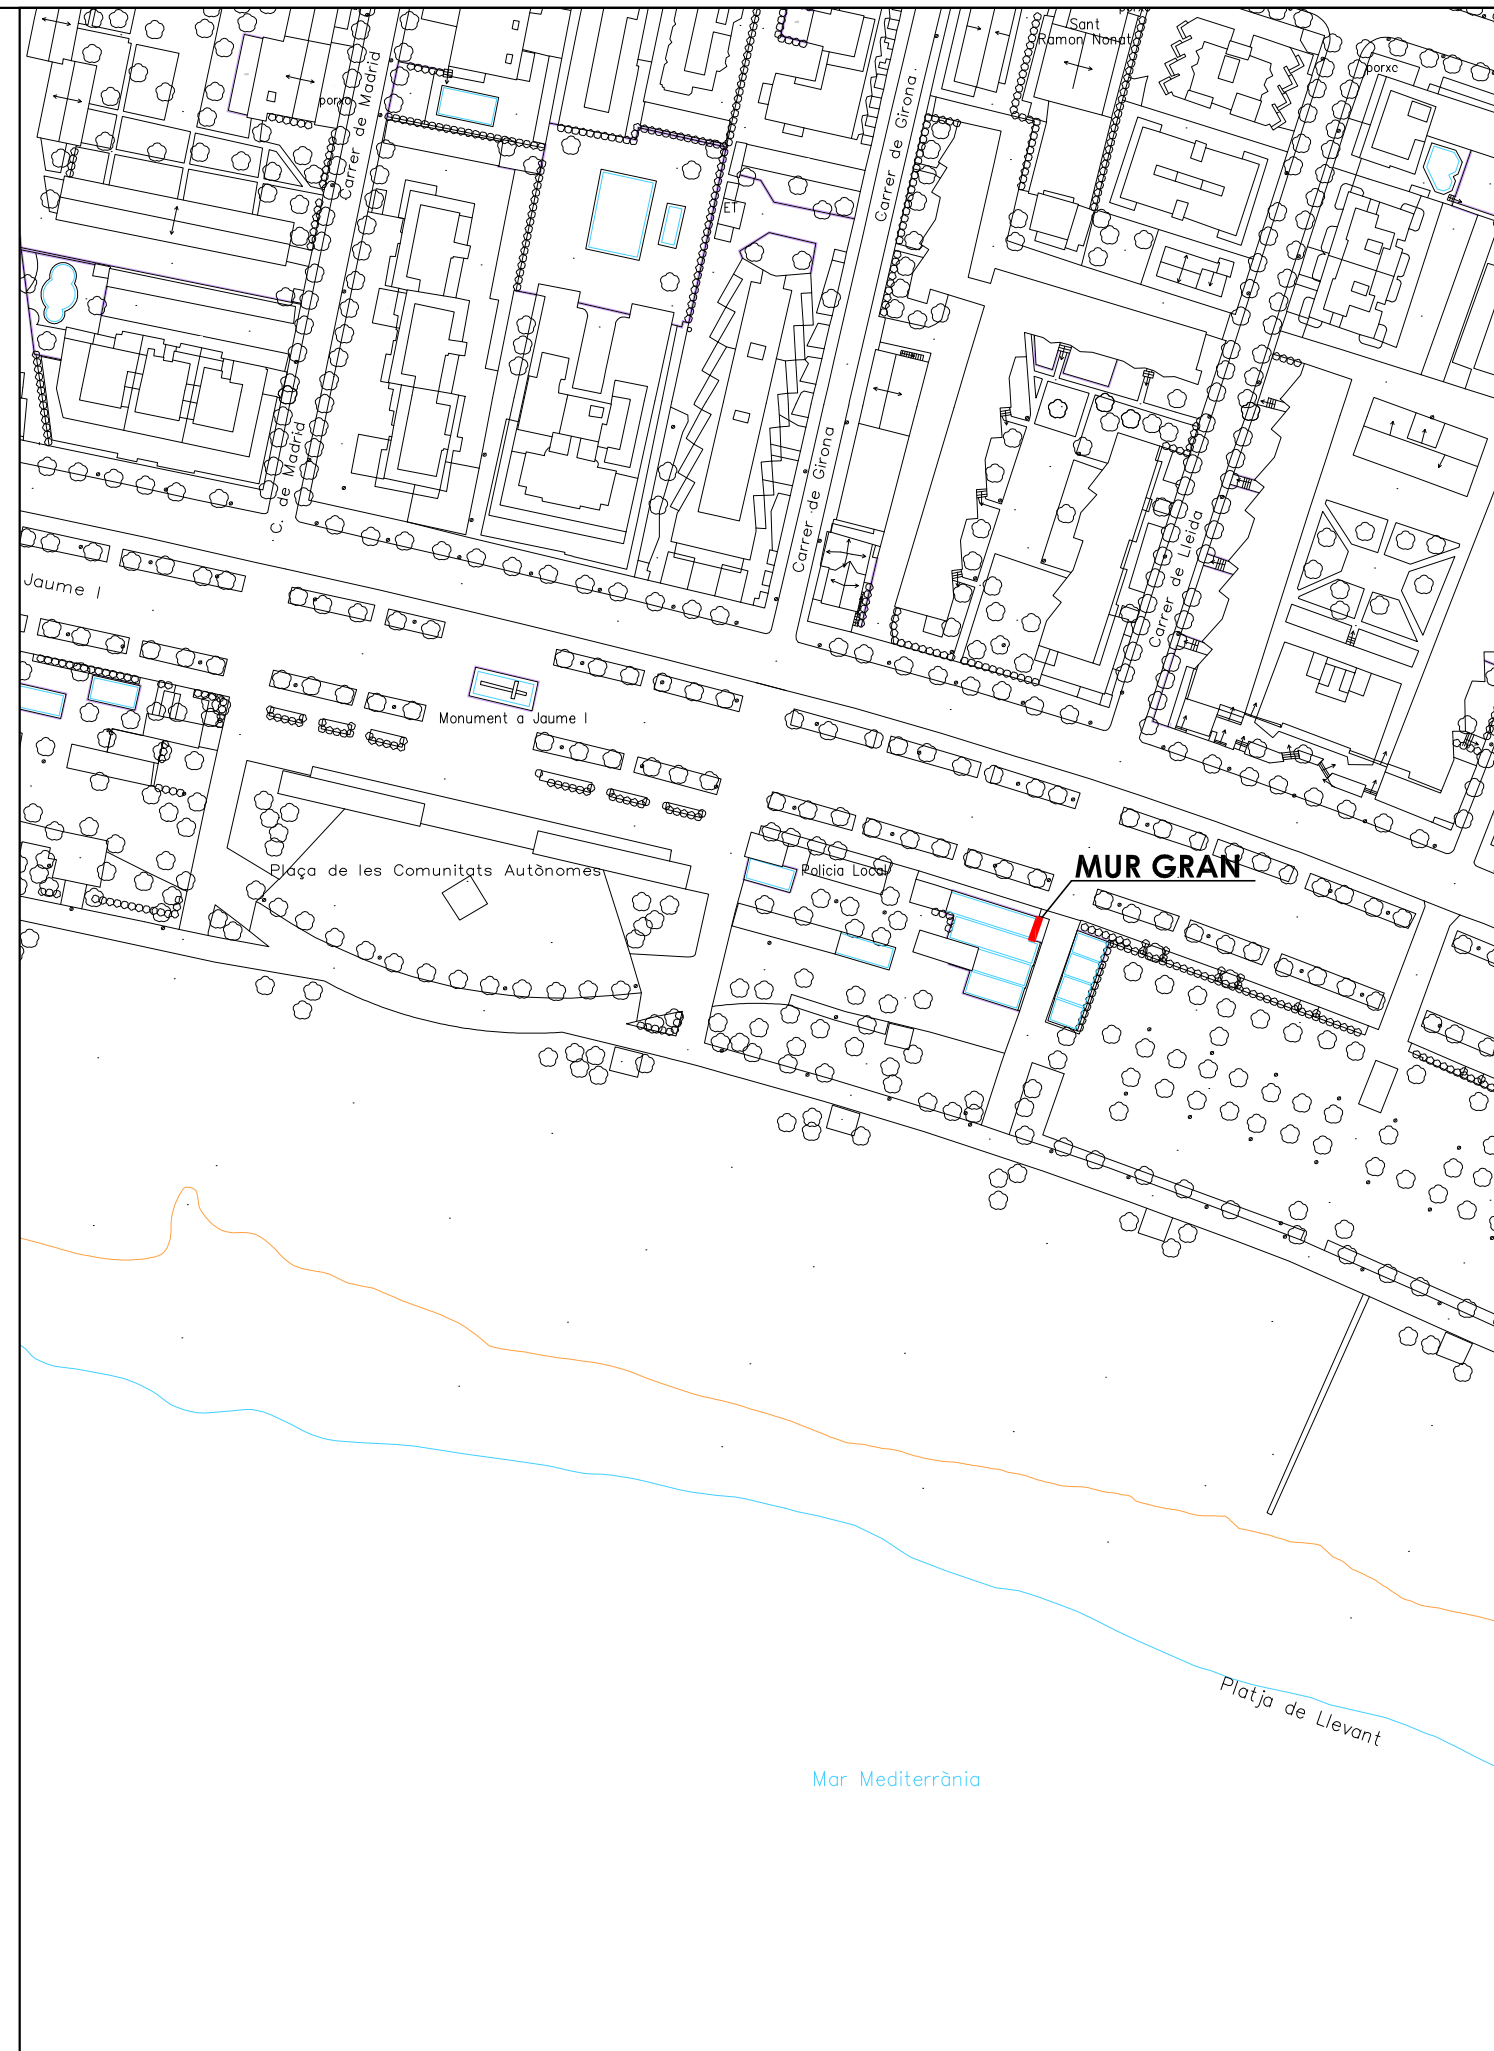 Sant
Ramon Nonat
porxo
porxo
Carrer de Madrid
Carrer de Girona
ET
C. de Madrid
Carrer de Girona
Carrer de Lleida
Jaume I
Monument a Jaume I
Plaça de les Comunitats Autònomes
Policia Local
MUR GRAN
Platja de Llevant
Mar Mediterrània